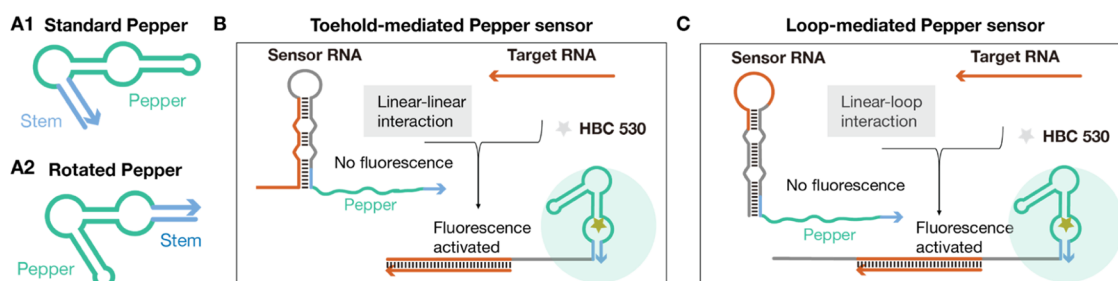 A1 Standard Pepper
Pepper
Stem
A2 Rotated Pepper
Stem
Pepper
B Toehold-mediated Pepper sensor
Sensor RNA
Target RNA
Linear-linear
interaction
HBC 530
No fluorescence
Pepper
Fluorescence
activated
C Loop-mediated Pepper sensor
Sensor RNA
Target RNA
Linear-loop
interaction
HBC 530
No fluorescence
Pepper
Fluorescence
activated